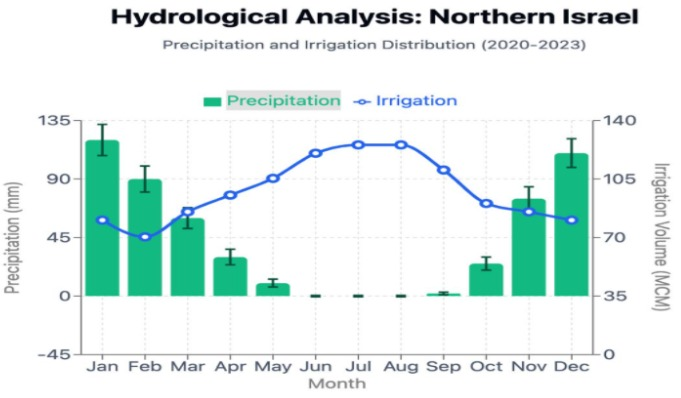 Hydrological Analysis: Northern Israel
Precipitation and Irrigation Distribution (2020-2023)
Precipitation Irrigation
135 140
90 105
45 70
0 35
-45 0
Precipitation (mm)
Irrigation Volume (MCM)
Jan Feb Mar Apr May Jun Jul Aug Sep Oct Nov Dec
Month